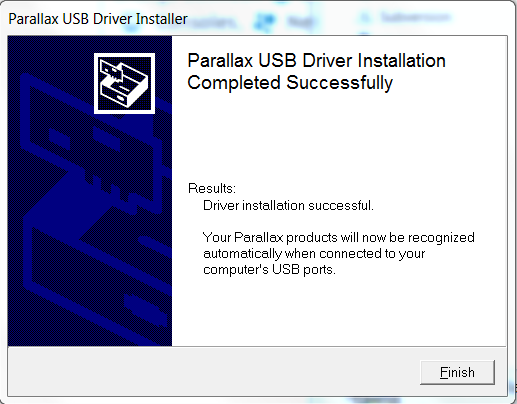 Parallax USB Driver Installer
Parallax USB Driver Installation
Completed Successfully
Results:
Driver installation successful.
Your Parallax products will now be recognized
automatically when connected to your
computer's USB ports.
Finish